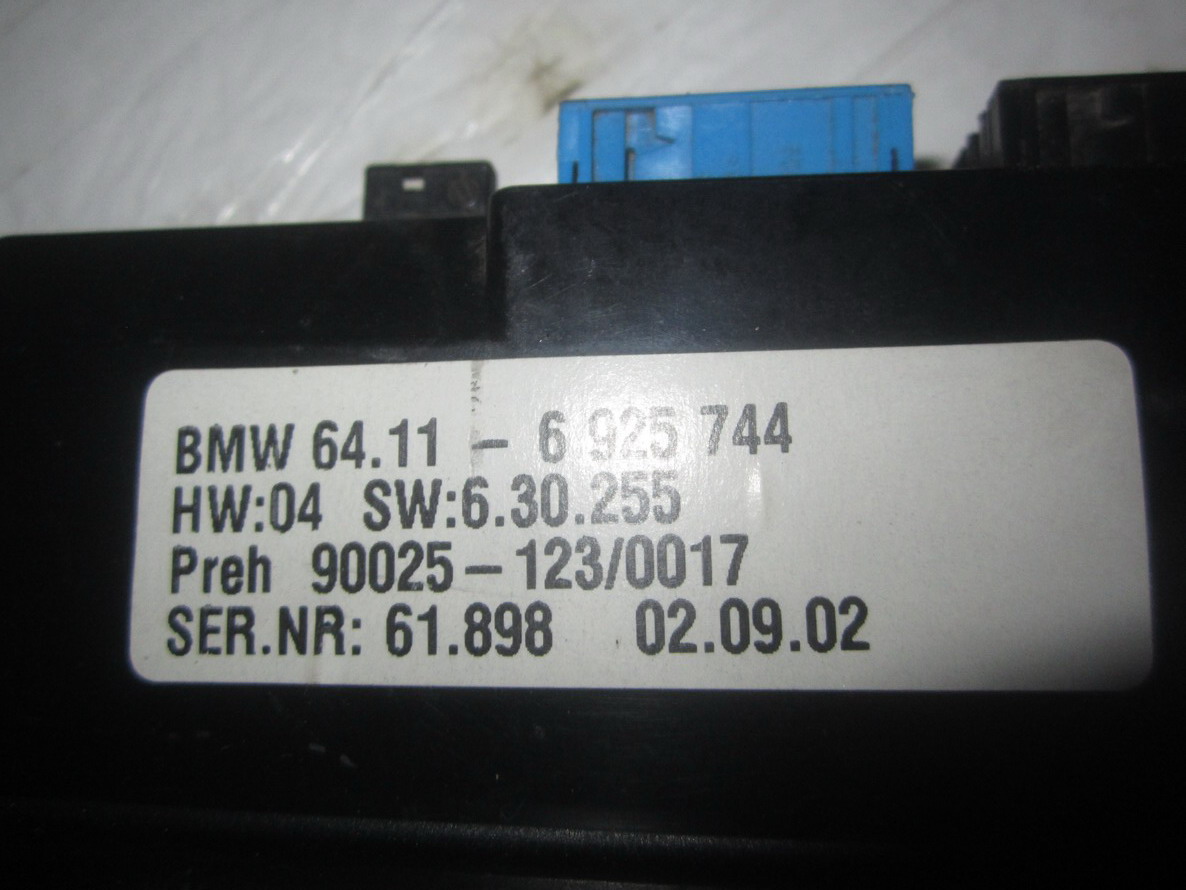 BMW 64.11 - 6 925 744
HW:04 SW:6.30.255
Preh 90025-123/0017
SER.NR: 61.898 02.09.02